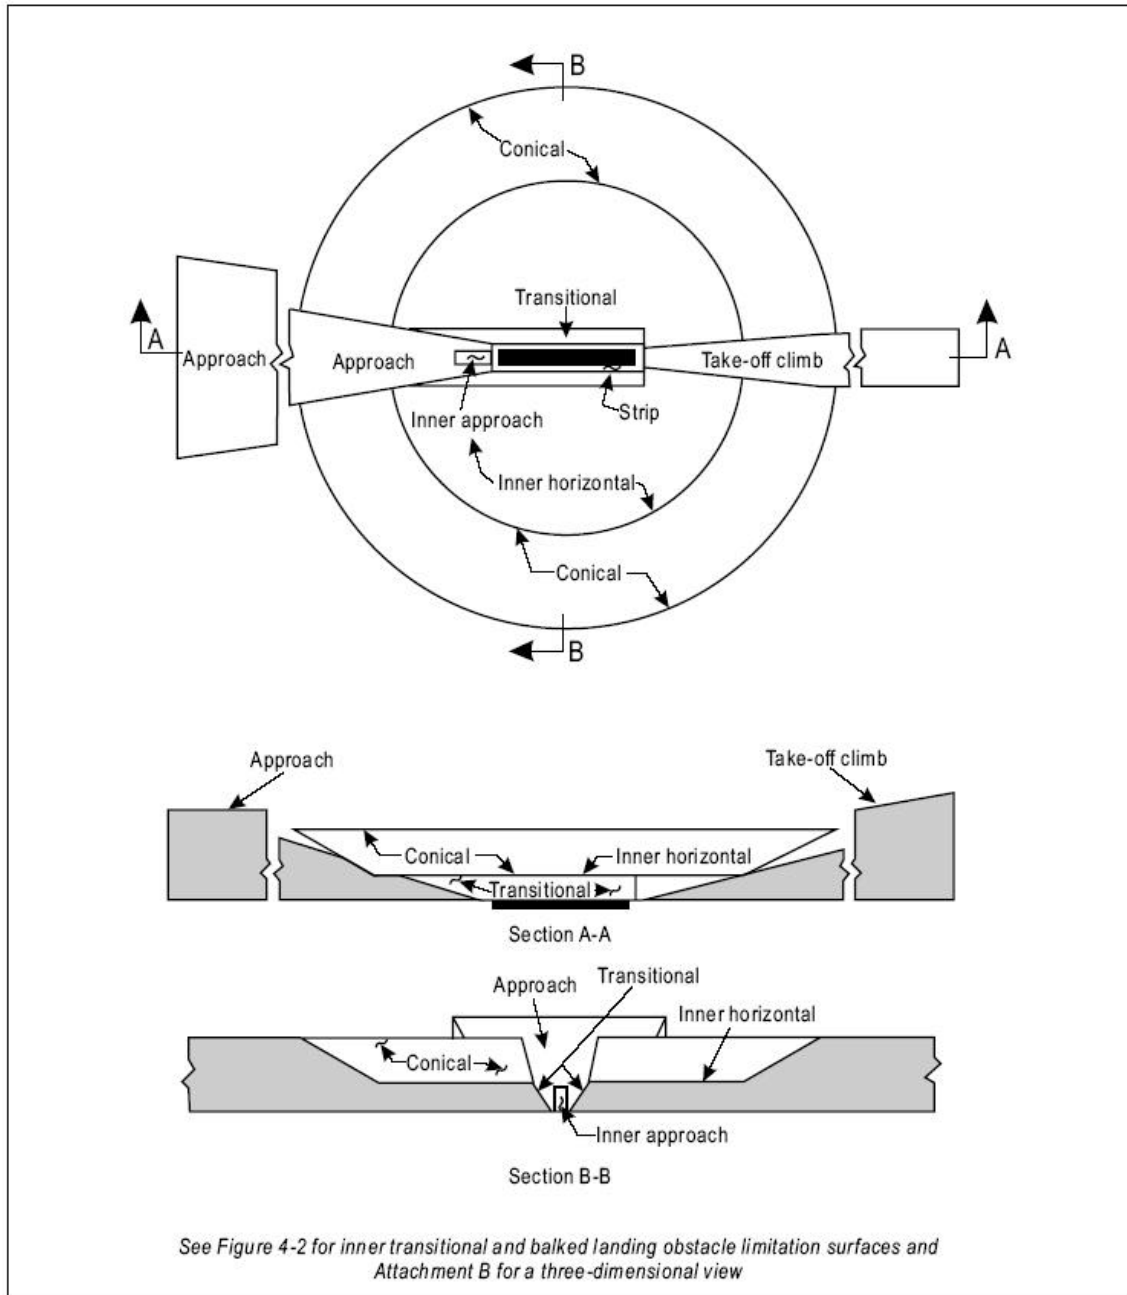 B
Conical
Transitional
A
Approach
Approach
Take-off climb
A
Inner approach
Strip
Inner horizontal
Conical
B
Approach
Take-off climb
Conical
Inner horizontal
Transitional
Section A-A
Transitional
Approach
Inner horizontal
Conical
Inner approach
Section B-B
See Figure 4-2 for inner transitional and balked landing obstacle limitation surfaces and
Attachment B for a three-dimensional view